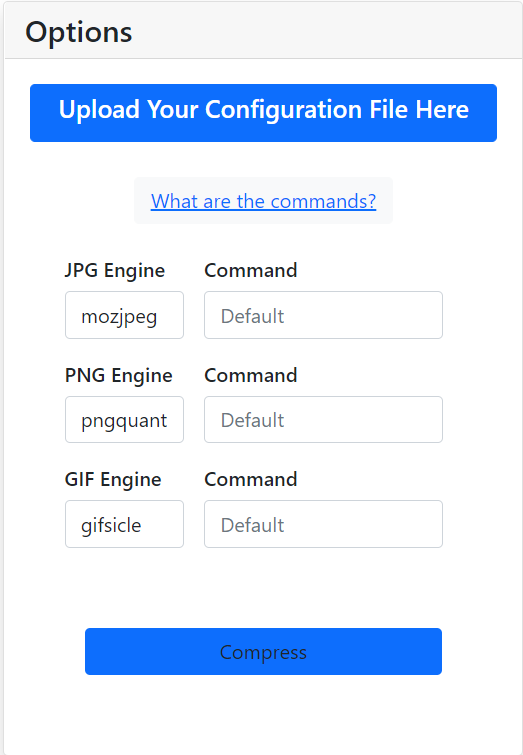 Options
Upload Your Configuration File Here
What are the commands?
JPG Engine Command
mozjpeg Default
PNG Engine Command
pngquant Default
GIF Engine Command
gifsicle Default
Compress